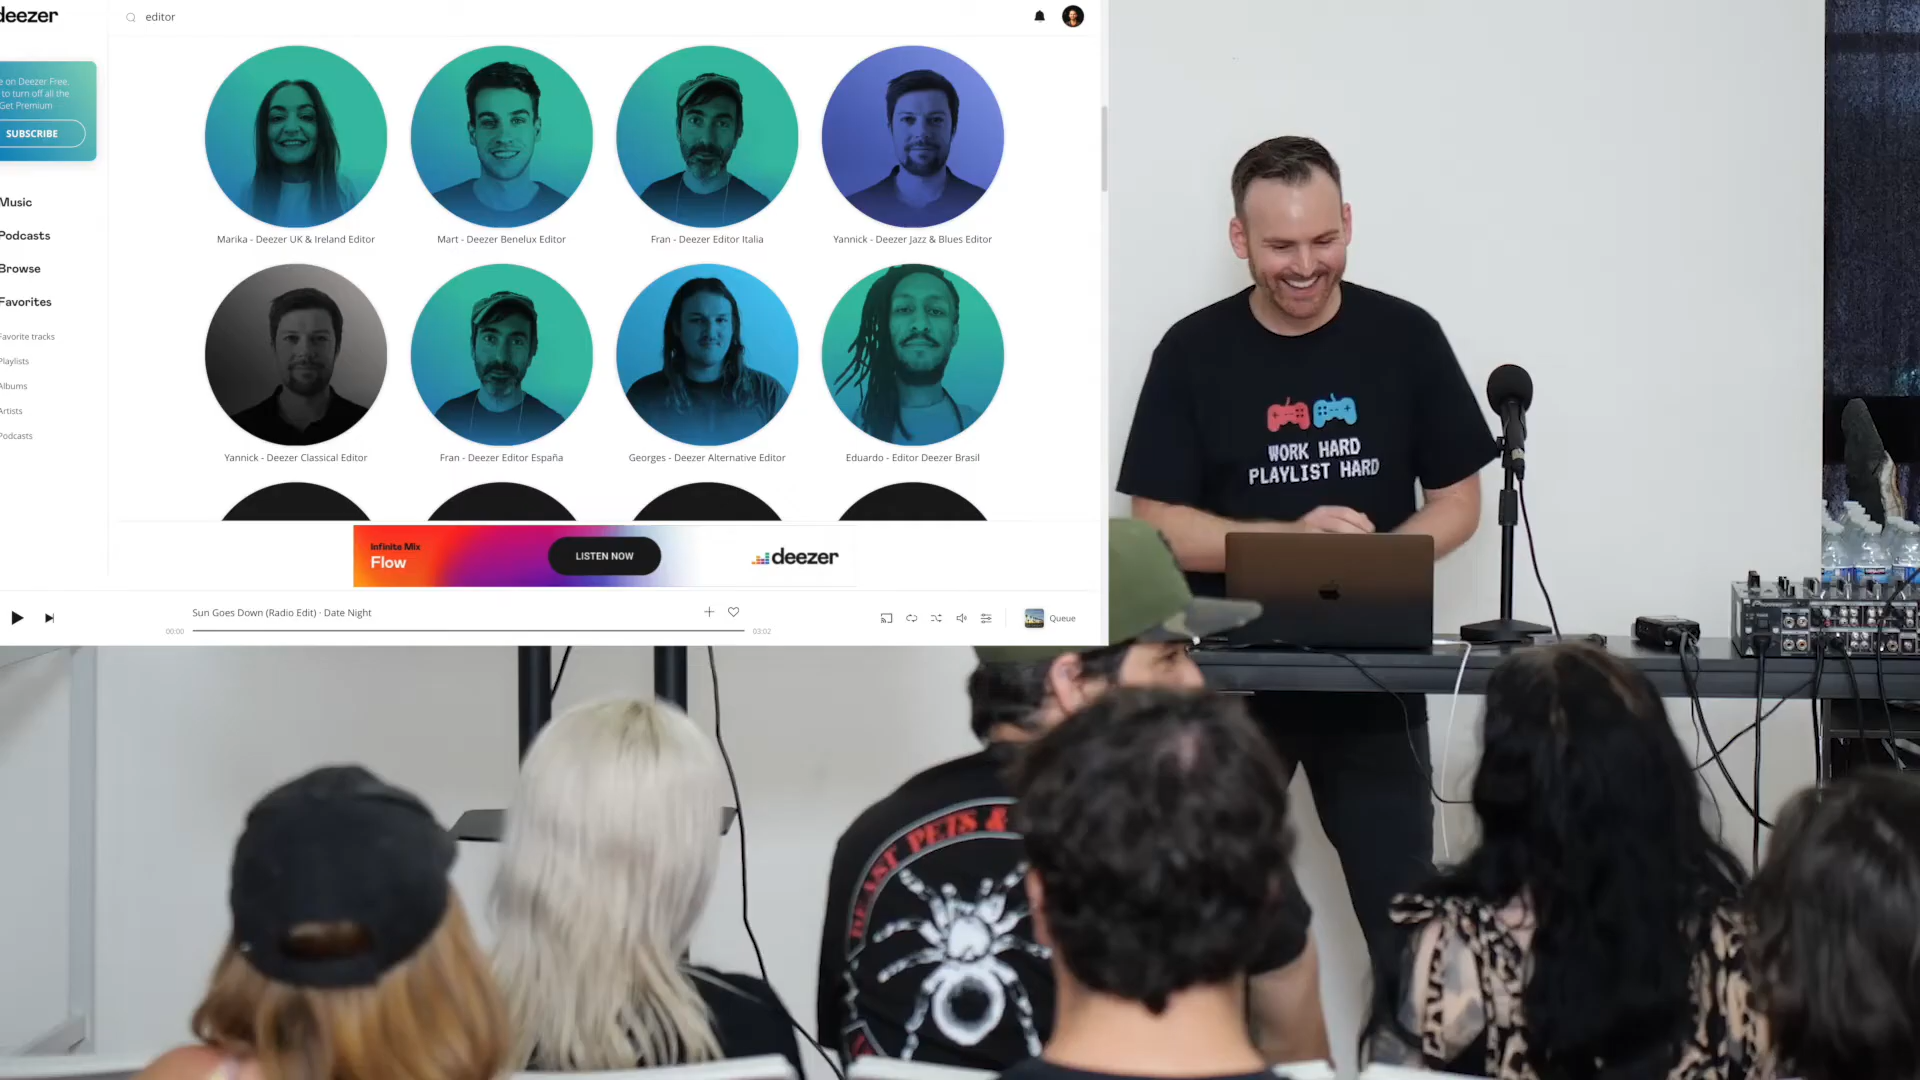 deezer
editor
e on Deezer Free.
to turn off all the
Get Premium
SUBSCRIBE
Music
Podcasts
Browse
Favorites
Favorite tracks
Playlists
Albums
Artists
Podcasts
Marika - Deezer UK & Ireland Editor
Mart - Deezer Benelux Editor
Fran - Deezer Editor Italia
Yannick - Deezer Jazz & Blues Editor
Yannick - Deezer Classical Editor
Fran - Deezer Editor España
Georges - Deezer Alternative Editor
Eduardo - Editor Deezer Brasil
Infinite Mix
Flow
LISTEN NOW
deezer
Sun Goes Down (Radio Edit) · Date Night
00:00
03:02
Queue
WORK HARD
PLAYLIST HARD
PETS &